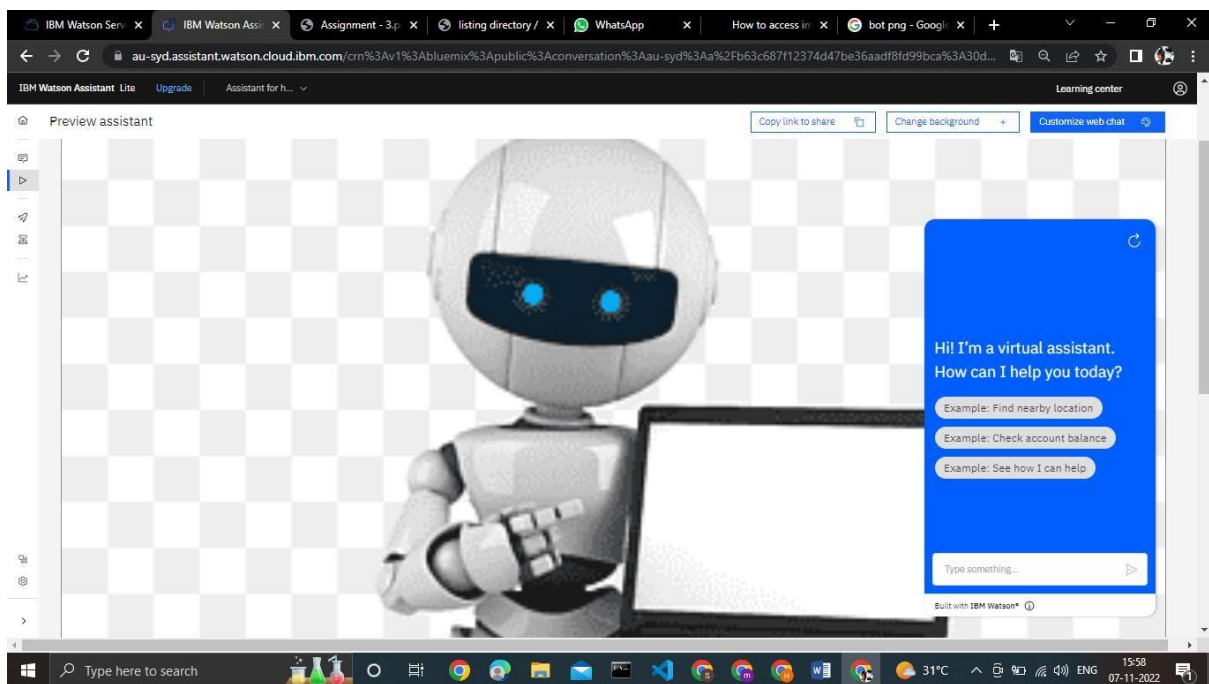 IBM Watson Serv
IBM Watson Assis
Assignment - 3.p
listing directory /
WhatsApp
How to access im
bot png - Google
au-syd.assistant.watson.cloud.ibm.com/crn%3Av1%3Abluemix%3Apublic%3Aconversation%3Aau-syd%3Aa%2Fb63c687f12374d47be36aadf8fd99bca%3A30d...
IBM Watson Assistant Lite Upgrade Assistant for h... Learning center
Preview assistant
Copy link to share
Change background +
Customize web chat
Hi! I'm a virtual assistant.
How can I help you today?
Example: Find nearby location
Example: Check account balance
Example: See how I can help
Type something...
Built with IBM Watson®
Type here to search
31°C
ENG
15:58
07-11-2022